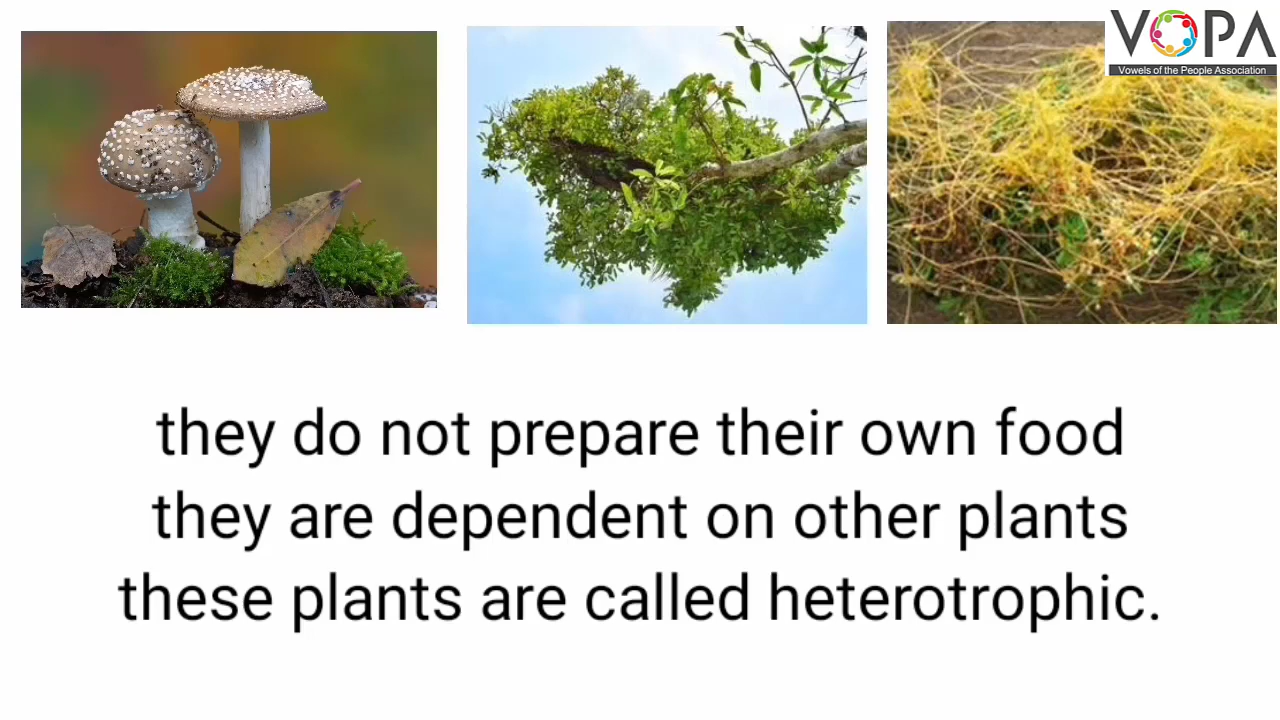 VOPA
Vowels of the People Association
they do not prepare their own food
they are dependent on other plants
these plants are called heterotrophic.